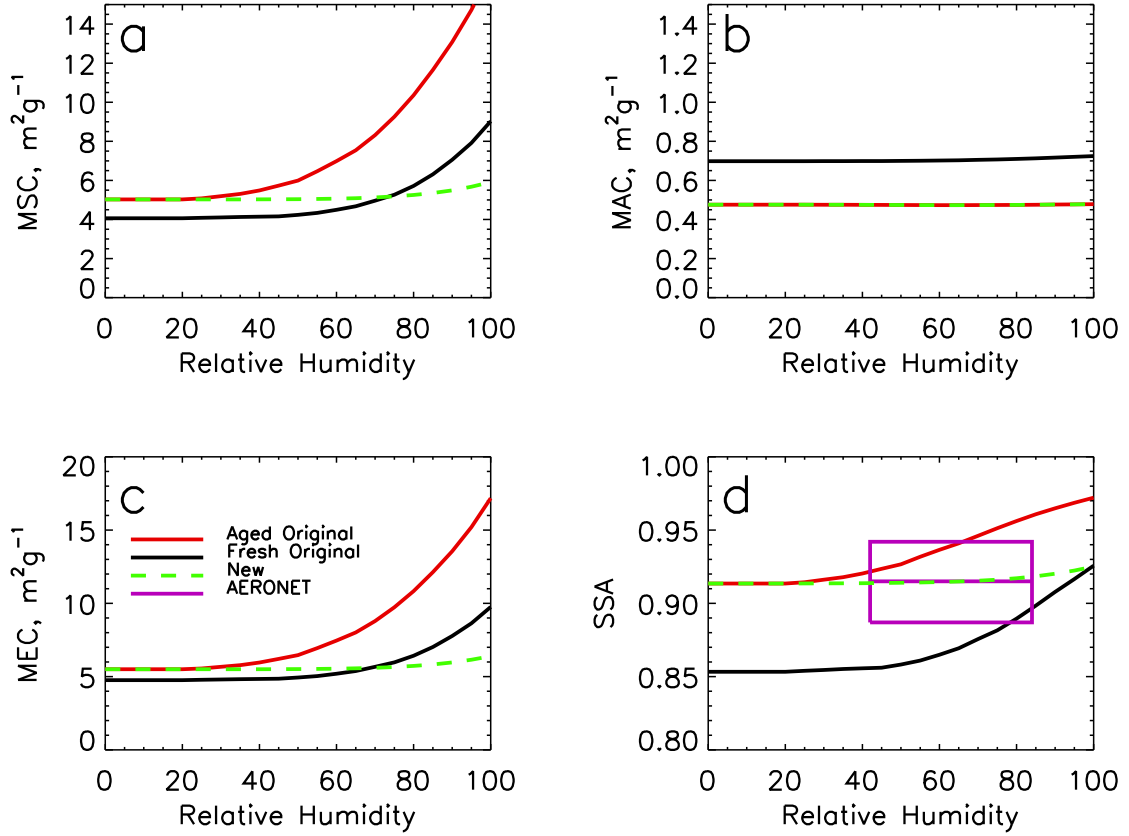 a
14
12
10
8
6
4
2
0
MSC, m²g⁻¹
0 20 40 60 80 100
Relative Humidity
b
1.4
1.2
1.0
0.8
0.6
0.4
0.2
0.0
MAC, m²g⁻¹
0 20 40 60 80 100
Relative Humidity
c
20
15
10
5
0
MEC, m²g⁻¹
Aged Original
Fresh Original
New
AERONET
0 20 40 60 80 100
Relative Humidity
d
1.00
0.95
0.90
0.85
0.80
SSA
0 20 40 60 80 100
Relative Humidity